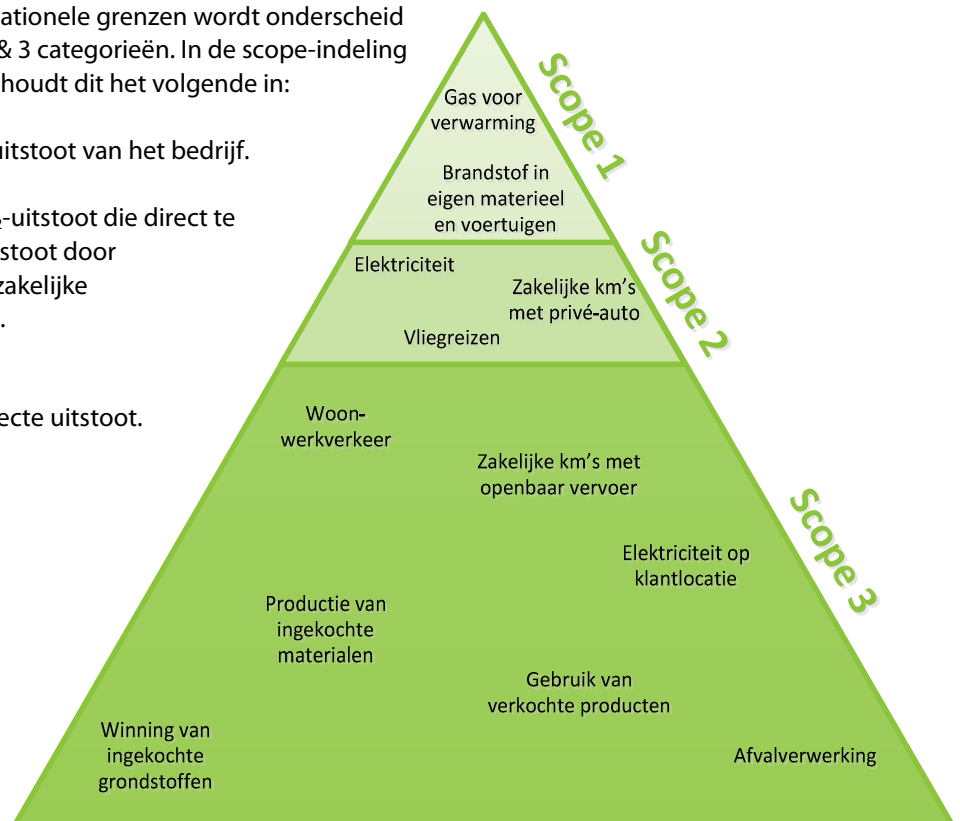 ationele grenzen wordt onderscheid
& 3 categorieën. In de scope-indeling
houdt dit het volgende in:
uitstoot van het bedrijf.
-uitstoot die direct te
stoot door
zakelijke
.
ecte uitstoot.
Scope 1
Gas voor
verwarming
Brandstof in
eigen materieel
en voertuigen
Scope 2
Elektriciteit
Zakelijke km's
met privé-auto
Vliegreizen
Scope 3
Woon-
werkverkeer
Zakelijke km's met
openbaar vervoer
Elektriciteit op
klantlocatie
Productie van
ingekochte
materialen
Gebruik van
verkochte producten
Winning van
ingekochte
grondstoffen
Afvalverwerking